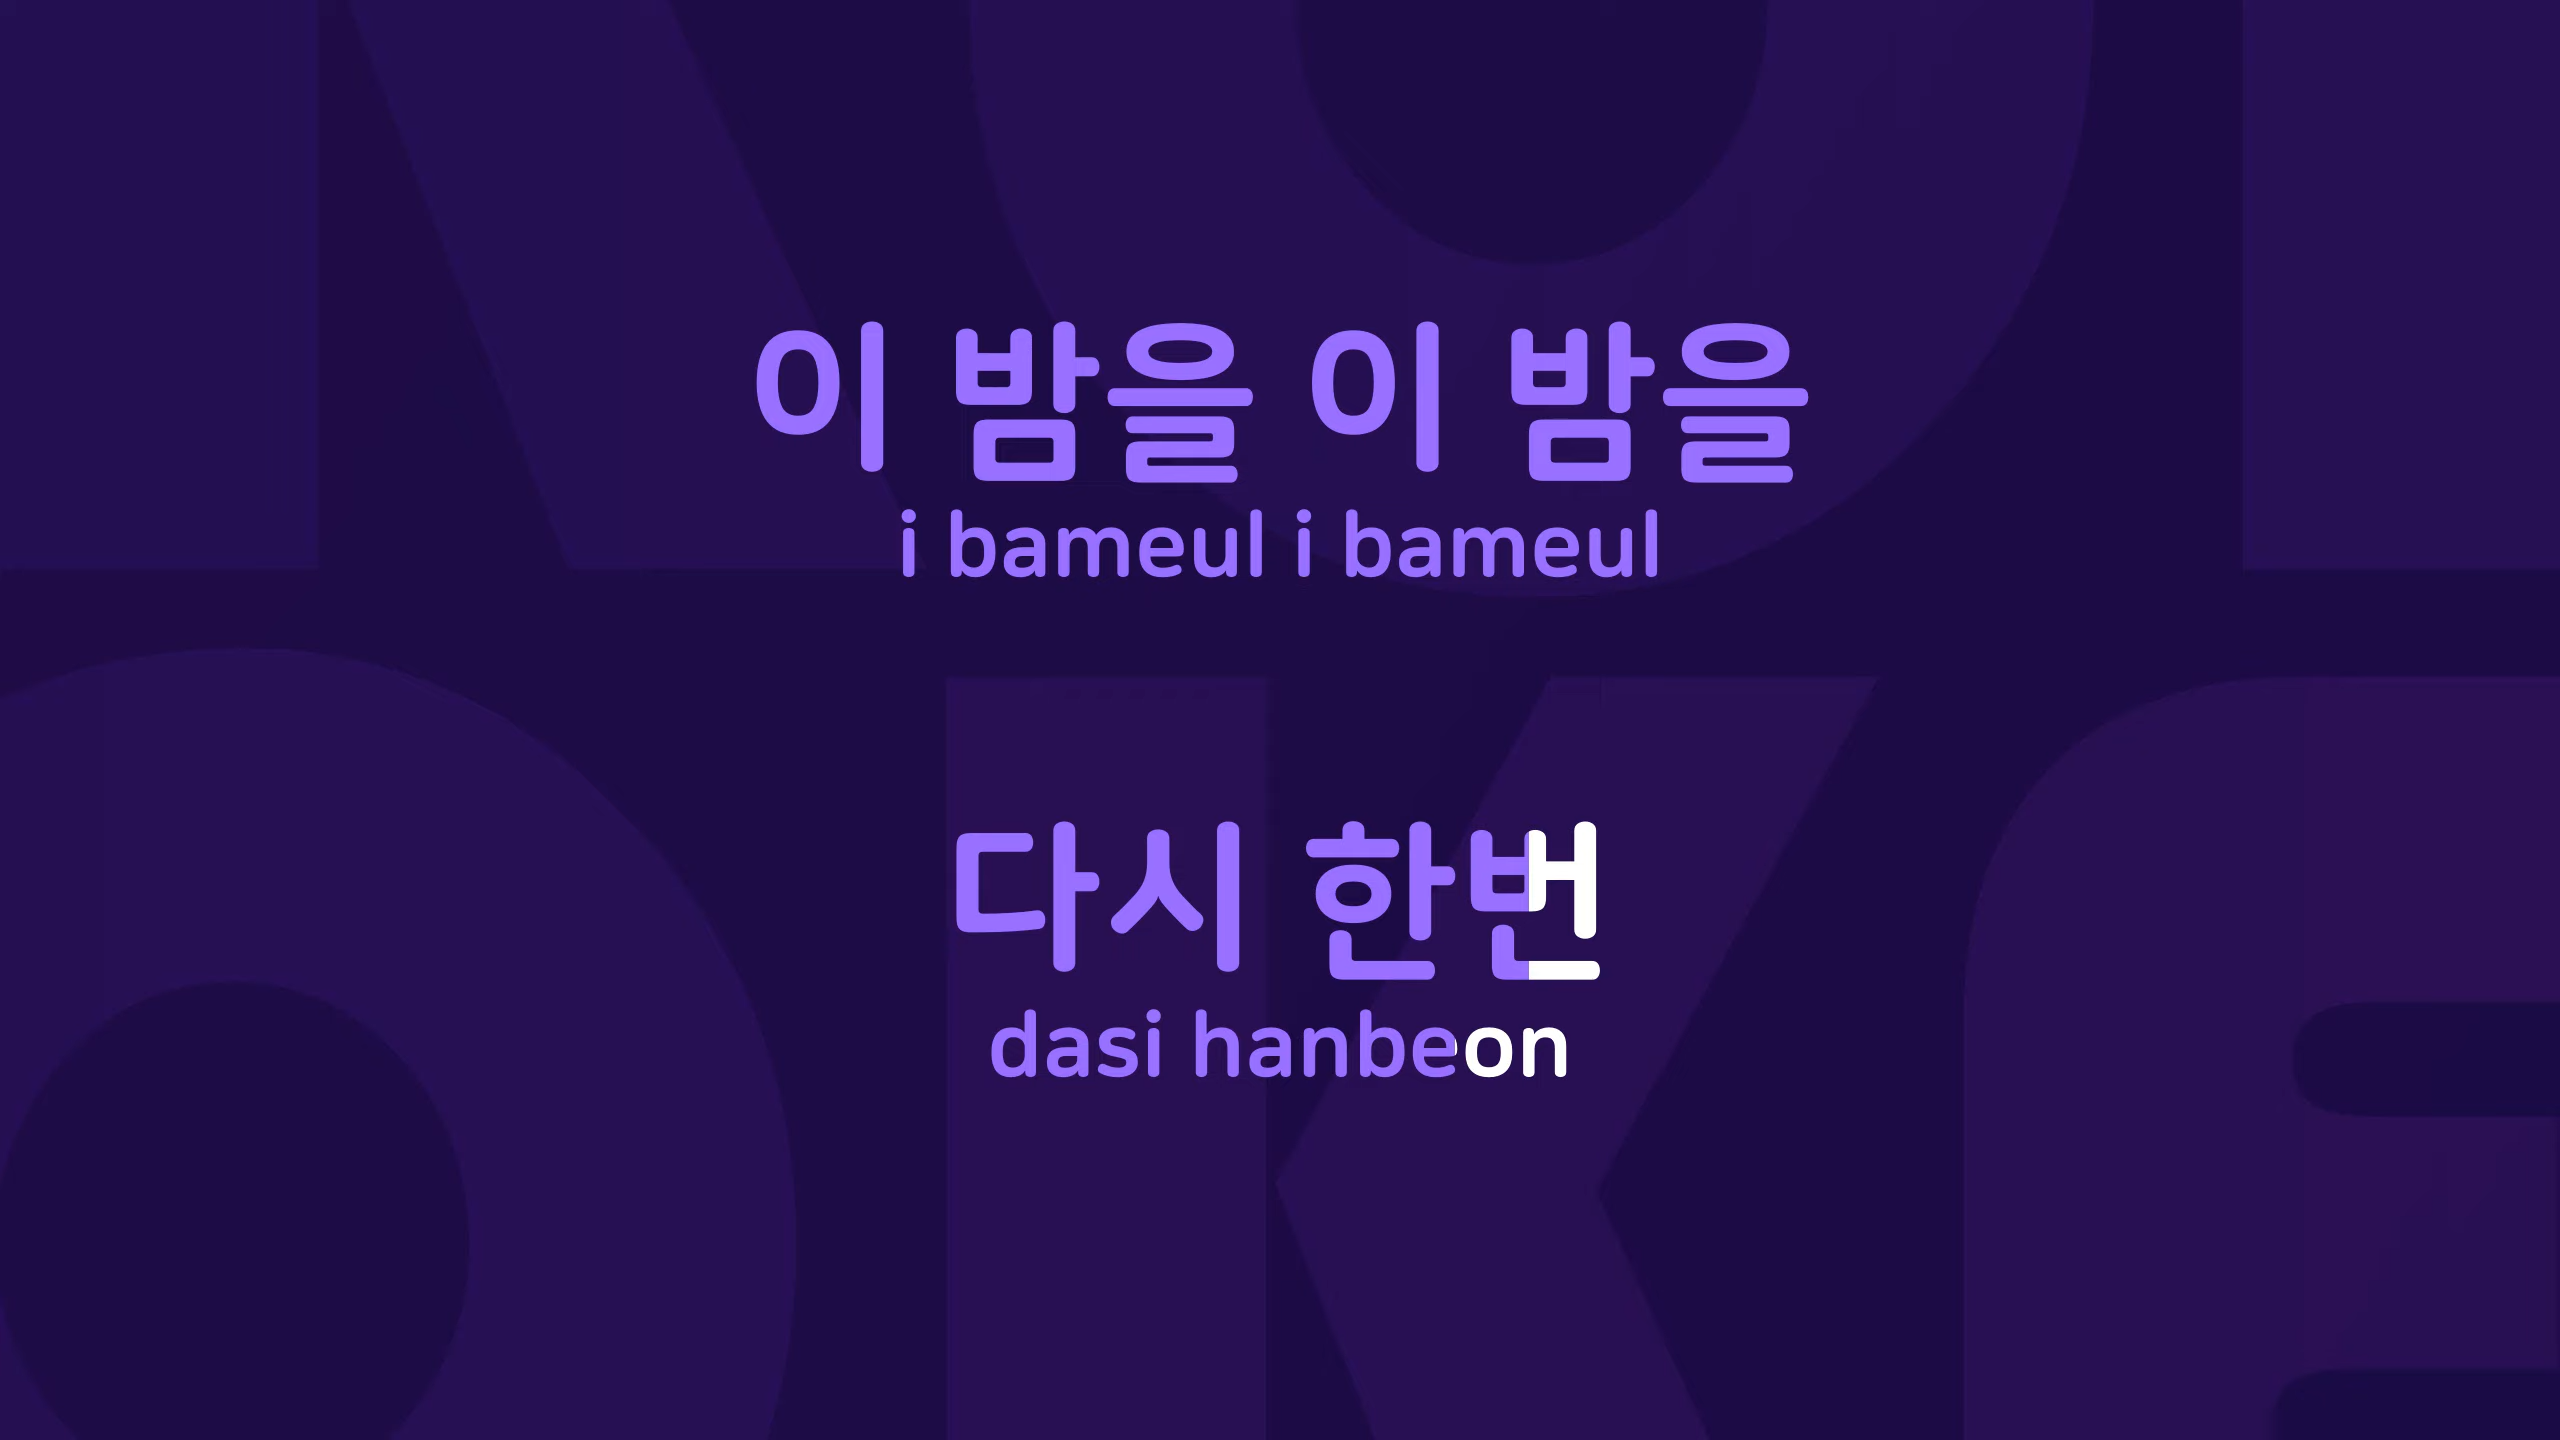 이 밤을 이 밤을
i bameul i bameul
다시 한번
dasi hanbeon